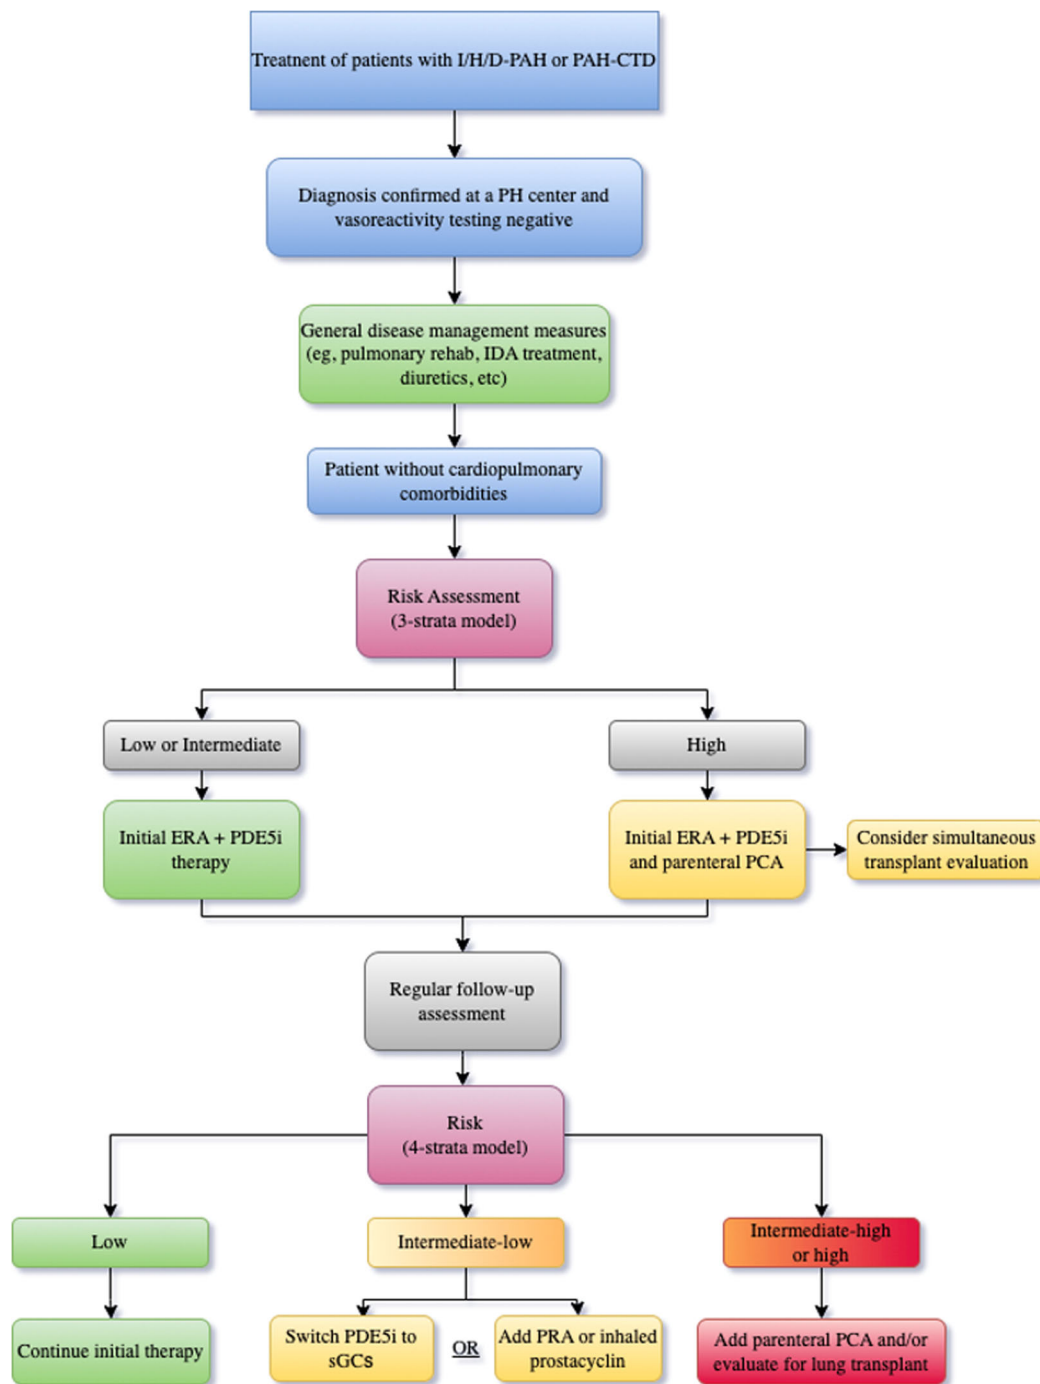 Treatnent of patients with I/H/D-PAH or PAH-CTD
Diagnosis confirmed at a PH center and
vasoreactivity testing negative
General disease management measures
(eg, pulmonary rehab, IDA treatment,
diuretics, etc)
Patient without cardiopulmonary
comorbidities
Risk Assessment
(3-strata model)
Low or Intermediate
High
Initial ERA + PDE5i
therapy
Initial ERA + PDE5i
and parenteral PCA
Consider simultaneous
transplant evaluation
Regular follow-up
assessment
Risk
(4-strata model)
Low
Intermediate-low
Intermediate-high
or high
Continue initial therapy
Switch PDE5i to
sGCs
OR
Add PRA or inhaled
prostacyclin
Add parenteral PCA and/or
evaluate for lung transplant